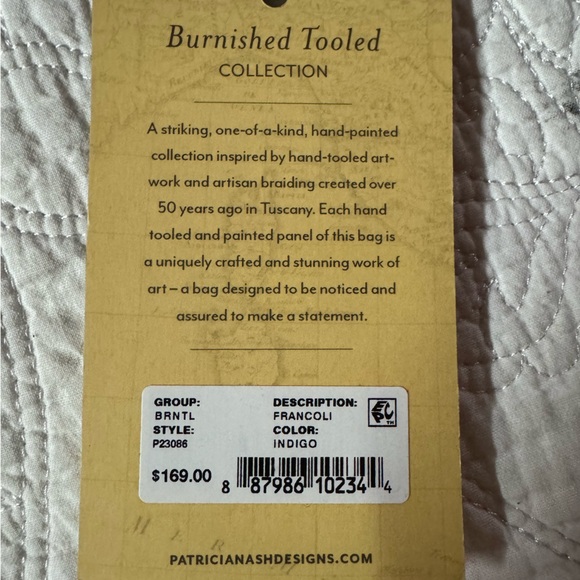 Burnished Tooled
COLLECTION
A striking, one-of-a-kind, hand-painted
collection inspired by hand-tooled art-
work and artisan braiding created over
50 years ago in Tuscany. Each hand
tooled and painted panel of this bag is
a uniquely crafted and stunning work of
art – a bag designed to be noticed and
assured to make a statement.
GROUP: DESCRIPTION:
BRNTL FRANCOLI
STYLE: COLOR:
P23086 INDIGO
EPC TM
$169.00
8 87986 10234 4
PATRICIANASHDESIGNS.COM